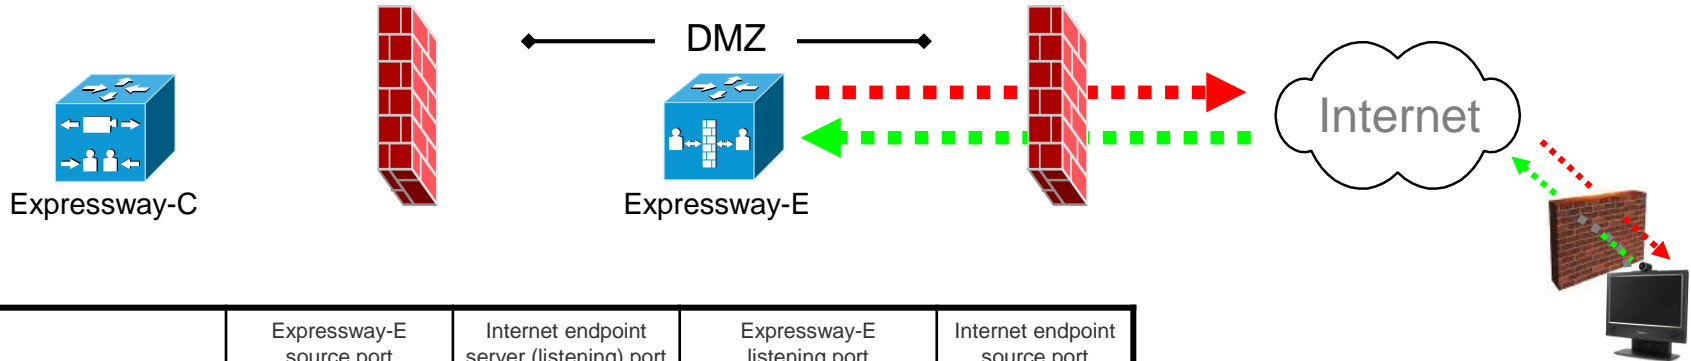 DMZ
Internet
Expressway-C
Expressway-E
Expressway-E
source port
Internet endpoint
server (listening) port
Expressway-E
listening port
Internet endpoint
source port